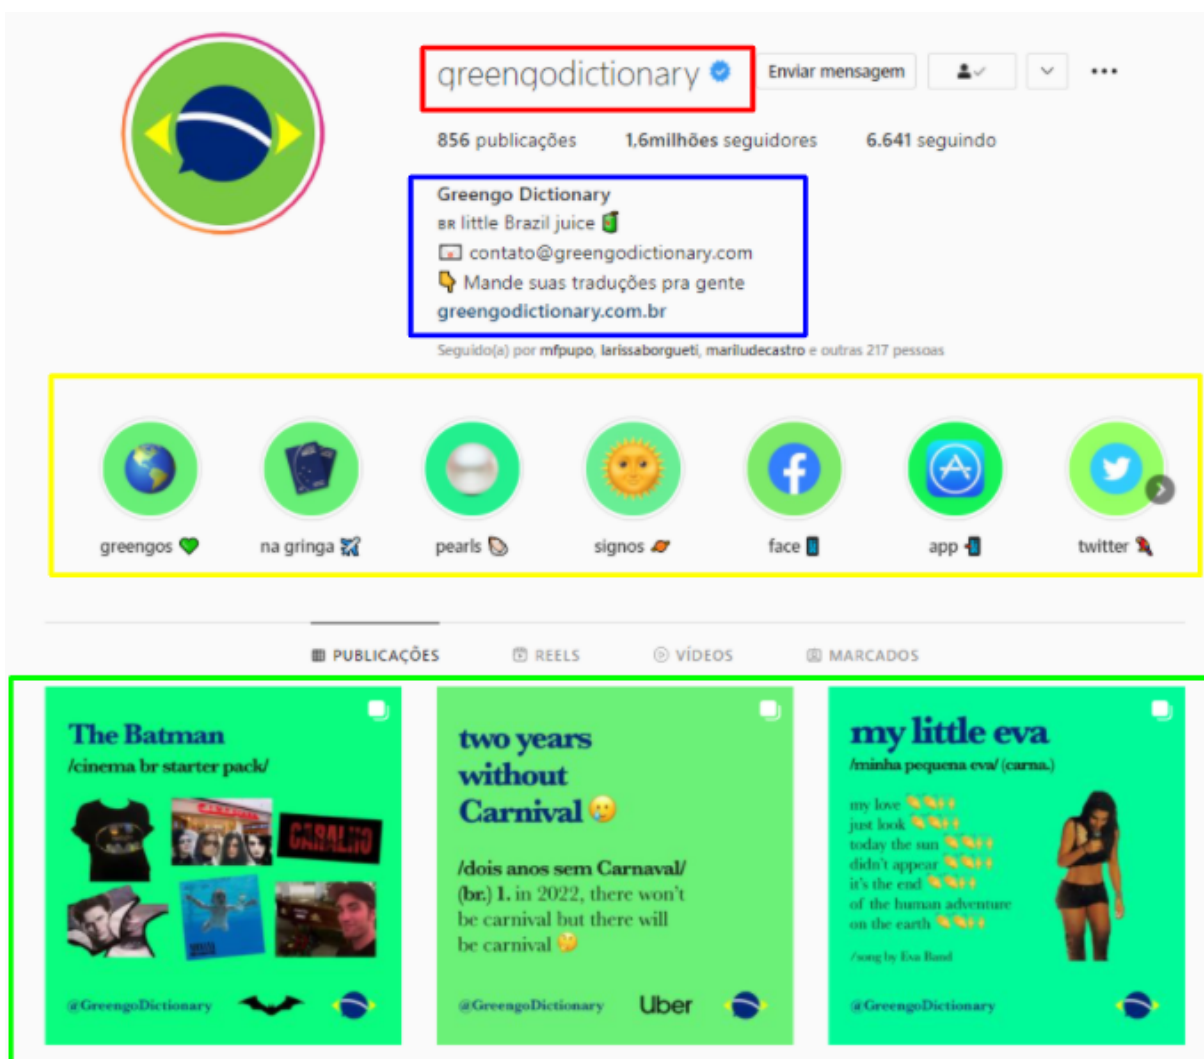 greengodictionary
Enviar mensagem
856 publicações 1,6milhões seguidores 6.641 seguindo
Greengo Dictionary
BR little Brazil juice
contato@greengodictionary.com
Mande suas traduções pra gente
greengodictionary.com.br
Seguido(a) por mfpupo, larissaborgueti, mariludecastro e outras 217 pessoas
greengos na gringa pearls signos face app twitter
PUBLICAÇÕES REELS VÍDEOS MARCADOS
The Batman
/cinema br starter pack/
CARALHO
@GreengoDictionary
two years
without
Carnival
/dois anos sem Carnaval/
(br.) 1. in 2022, there won't
be carnival but there will
be carnival
@GreengoDictionary Uber
my little eva
/minha pequena eva/ (carna.)
my love
just look
today the sun
didn't appear
it's the end
of the human adventure
on the earth
/song by Eva Band
@GreengoDictionary